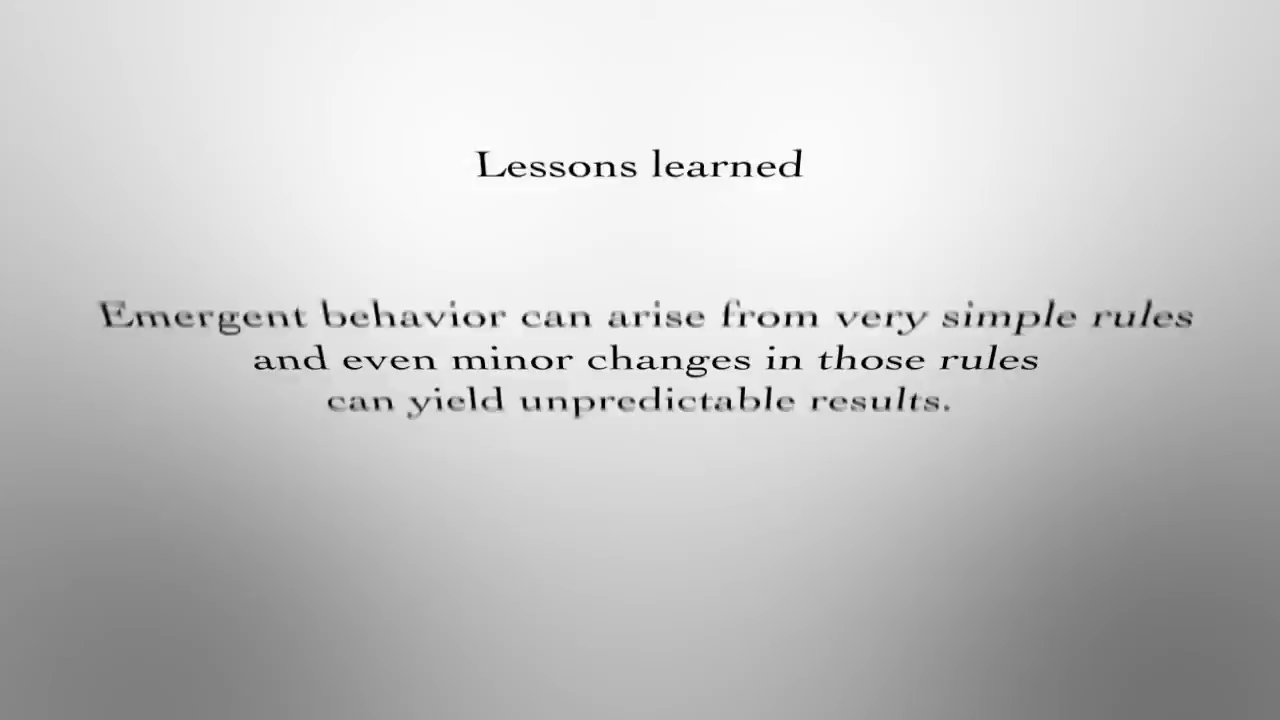 Lessons learned
Emergent behavior can arise from very simple rules
and even minor changes in those rules
can yield unpredictable results.